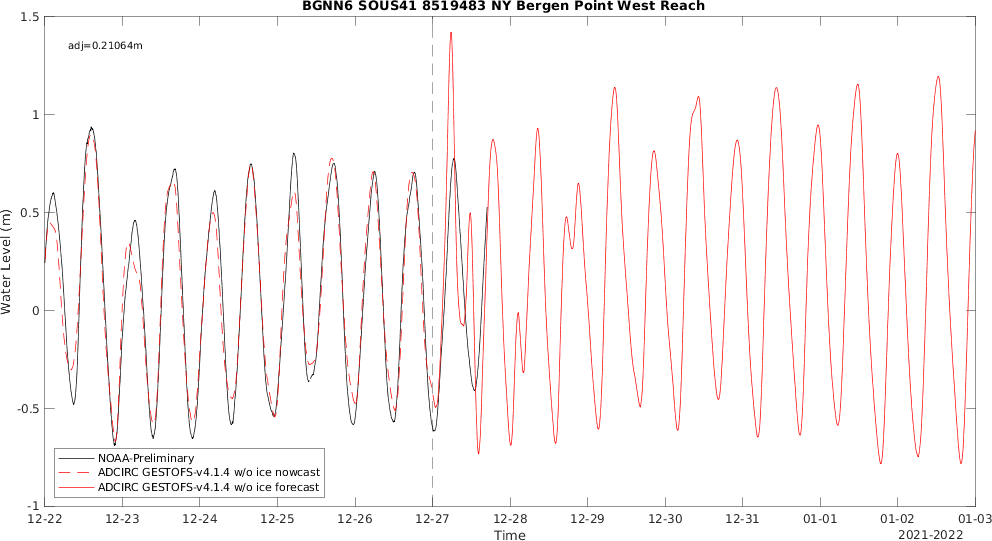 BGNN6 SOUS41 8519483 NY Bergen Point West Reach
1.5
adj=0.21064m
1
0.5
Water Level (m)
0
-0.5
NOAA-Preliminary
ADCIRC GESTOFS-v4.1.4 w/o ice nowcast
ADCIRC GESTOFS-v4.1.4 w/o ice forecast
-1
12-22 12-23 12-24 12-25 12-26 12-27 12-28 12-29 12-30 12-31 01-01 01-02 01-03
Time
2021-2022